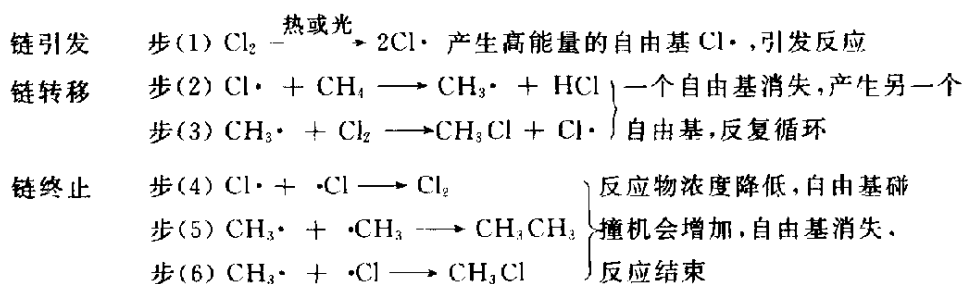 链引发 步(1) Cl₂ —热或光→ 2Cl· 产生高能量的自由基Cl·,引发反应
链转移 步(2) Cl· + CH₄ ⟶ CH₃· + HCl }一个自由基消失,产生另一个
步(3) CH₃· + Cl₂ ⟶ CH₃Cl + Cl· }自由基,反复循环
链终止 步(4) Cl· + ·Cl ⟶ Cl₂ }反应物浓度降低,自由基碰
步(5) CH₃· + ·CH₃ ⟶ CH₃CH₃ }撞机会增加,自由基消失、
步(6) CH₃· + ·Cl ⟶ CH₃Cl }反应结束